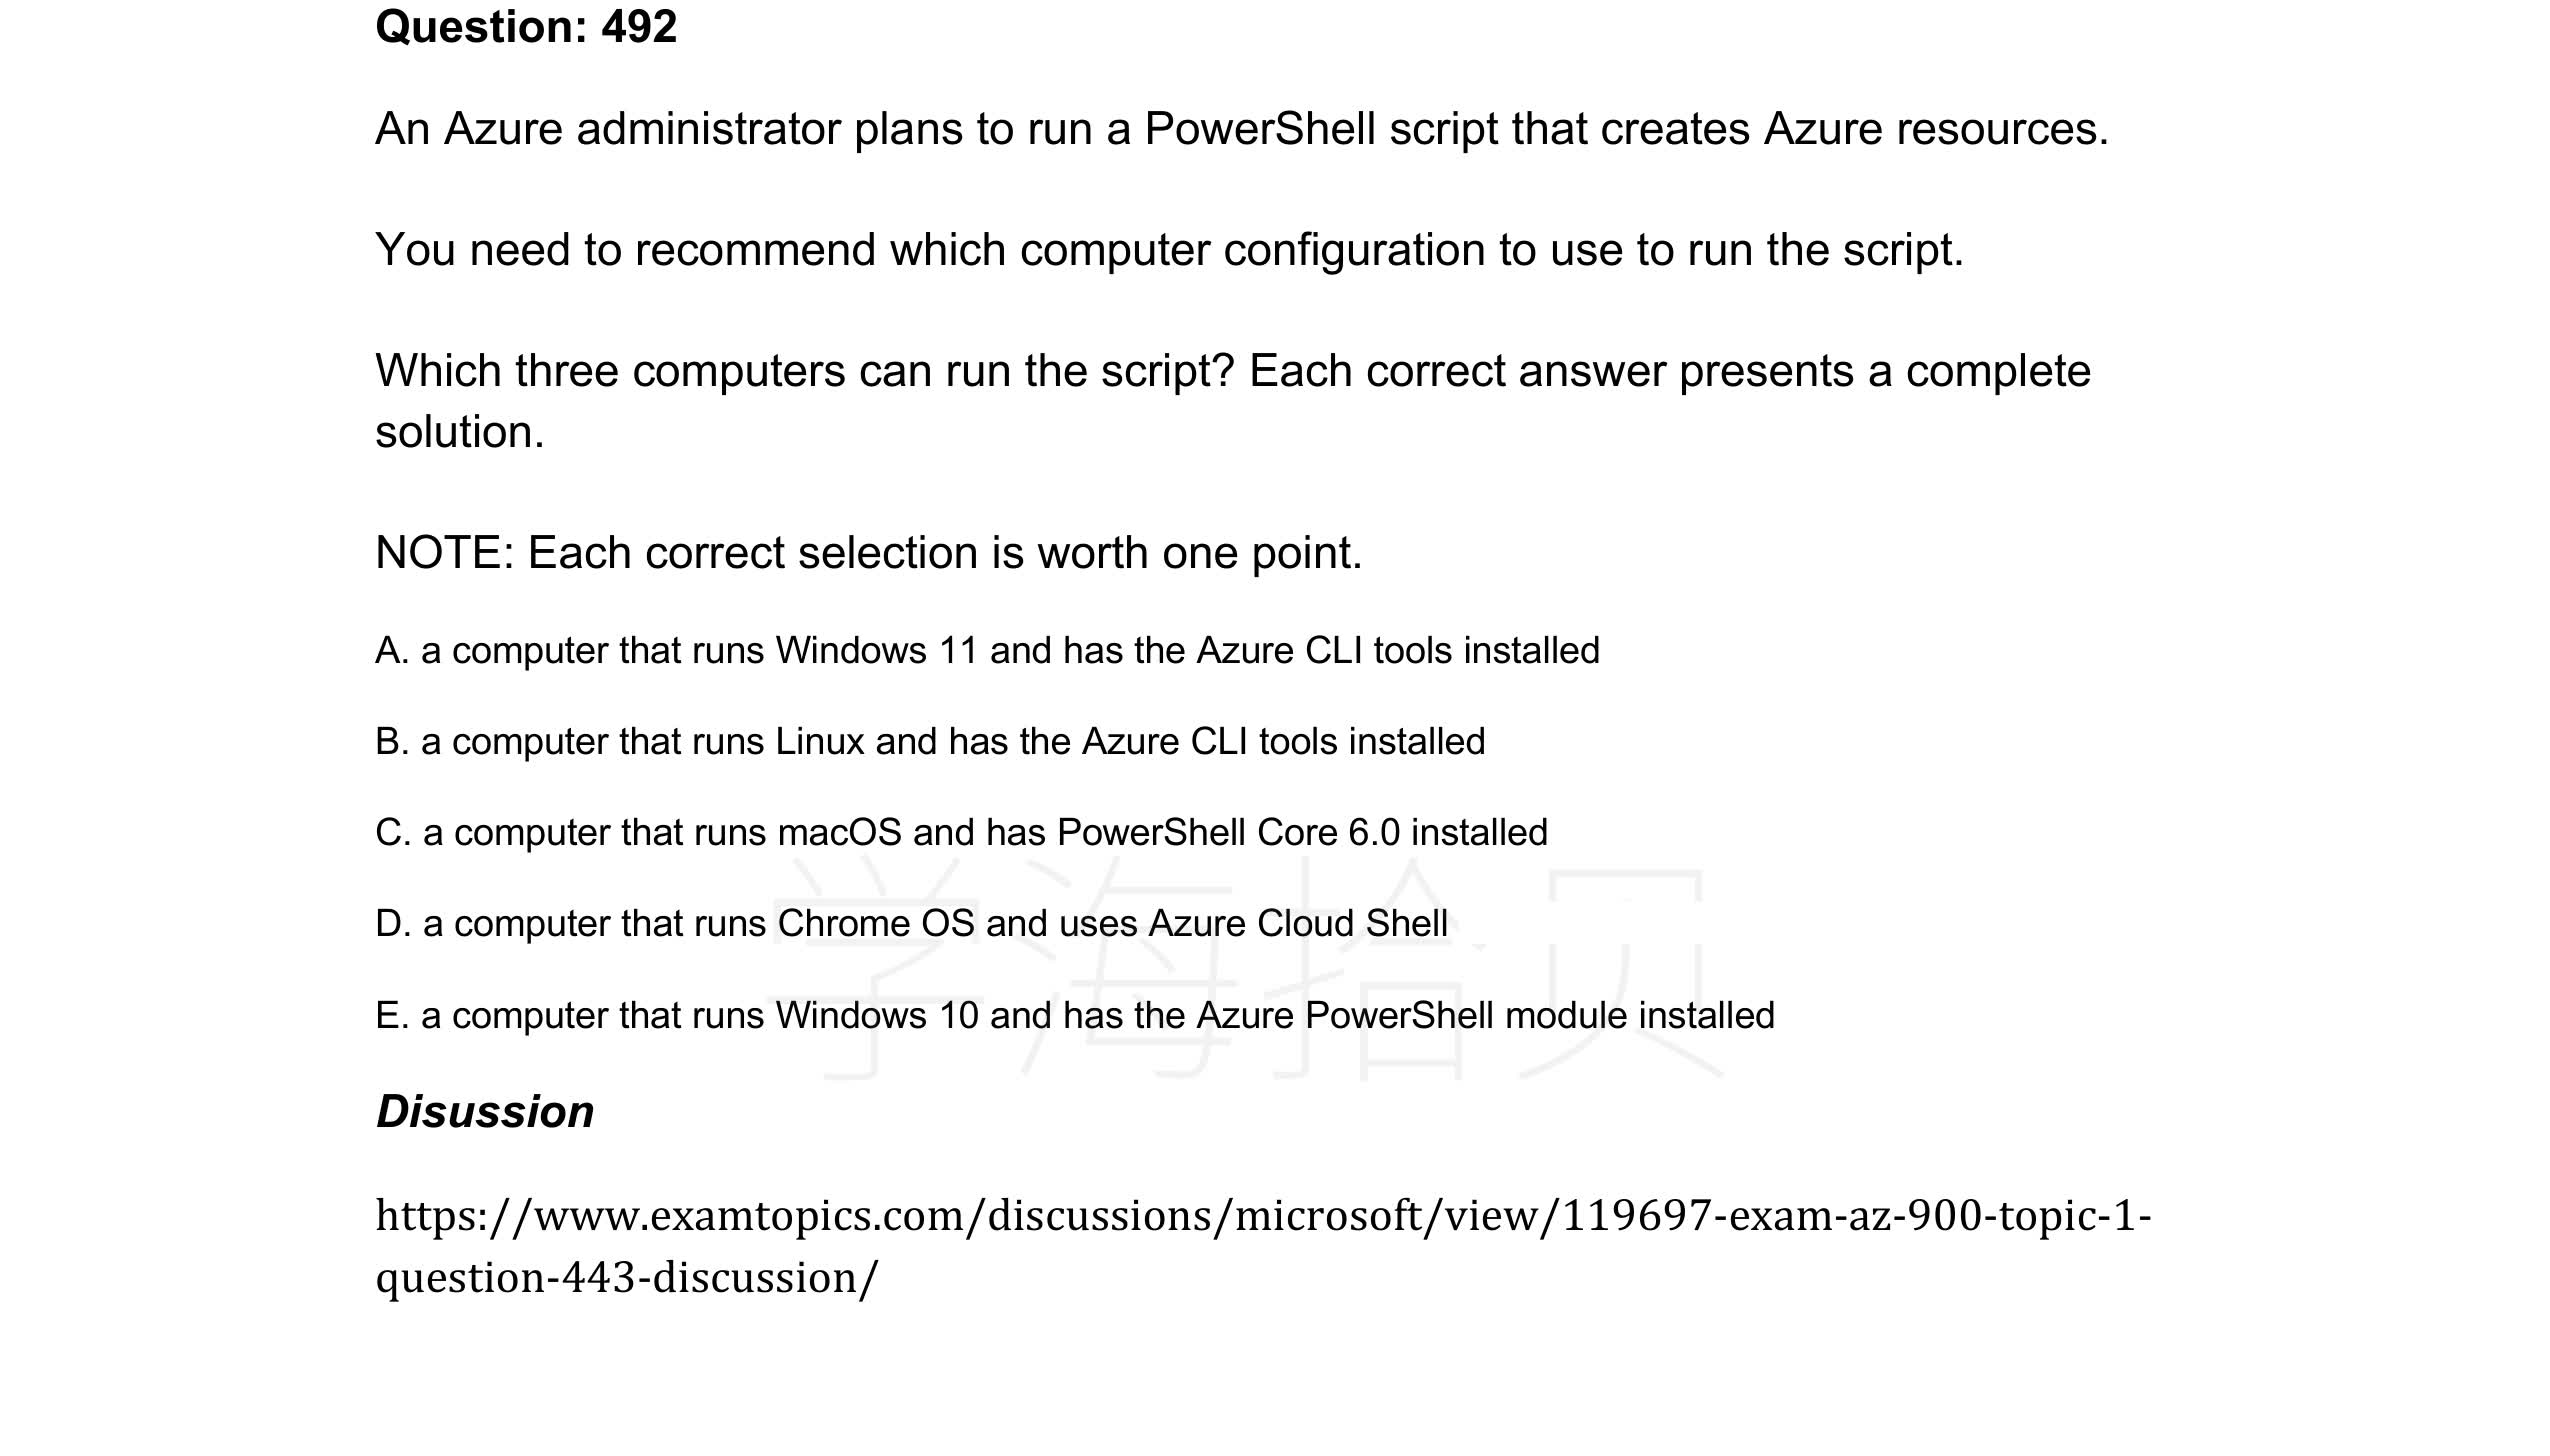 Question: 492
An Azure administrator plans to run a PowerShell script that creates Azure resources.
You need to recommend which computer configuration to use to run the script.
Which three computers can run the script? Each correct answer presents a complete
solution.
NOTE: Each correct selection is worth one point.
A. a computer that runs Windows 11 and has the Azure CLI tools installed
B. a computer that runs Linux and has the Azure CLI tools installed
C. a computer that runs macOS and has PowerShell Core 6.0 installed
学海拾贝
D. a computer that runs Chrome OS and uses Azure Cloud Shell
E. a computer that runs Windows 10 and has the Azure PowerShell module installed
Disussion
https://www.examtopics.com/discussions/microsoft/view/119697-exam-az-900-topic-1-
question-443-discussion/